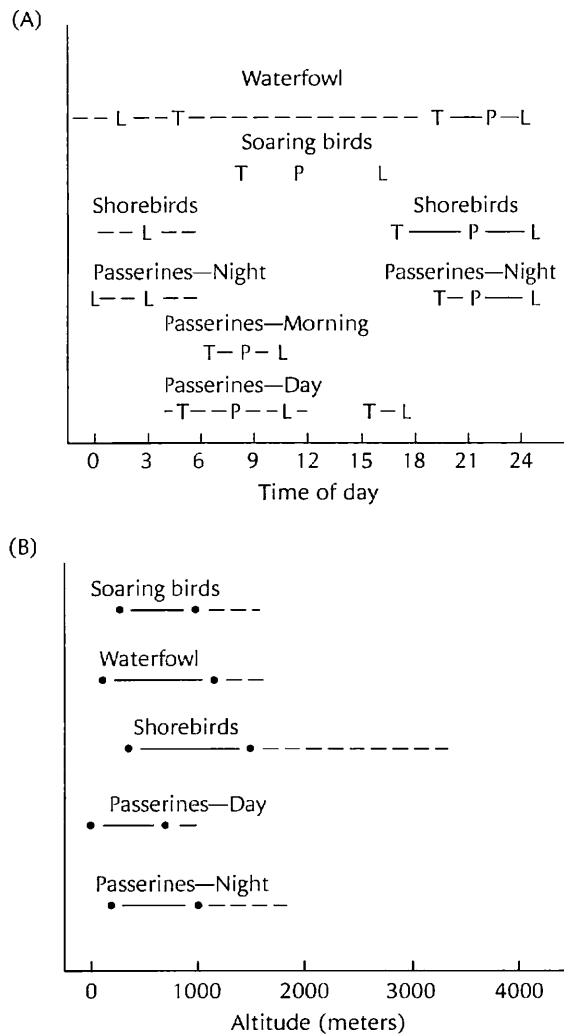 (A)
Waterfowl
L T T P L
Soaring birds
T P L
Shorebirds Shorebirds
L T P L
Passerines—Night Passerines—Night
L L T P L
Passerines—Morning
T P L
Passerines—Day
T P L T L
0 3 6 9 12 15 18 21 24
Time of day
(B)
Soaring birds
Waterfowl
Shorebirds
Passerines—Day
Passerines—Night
0 1000 2000 3000 4000
Altitude (meters)